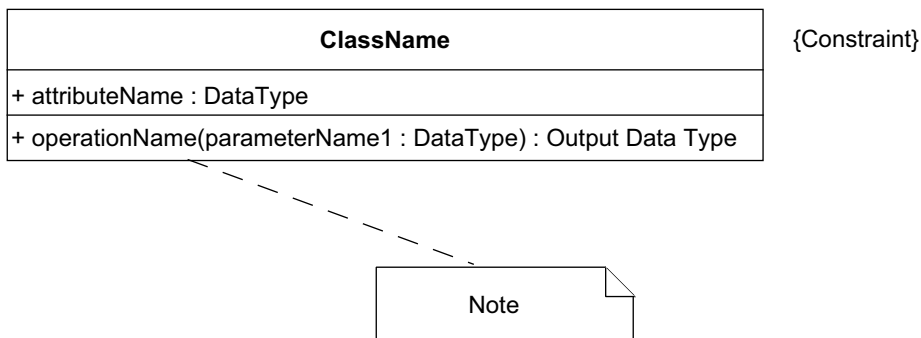 ClassName
{Constraint}
+ attributeName : DataType
+ operationName(parameterName1 : DataType) : Output Data Type
Note